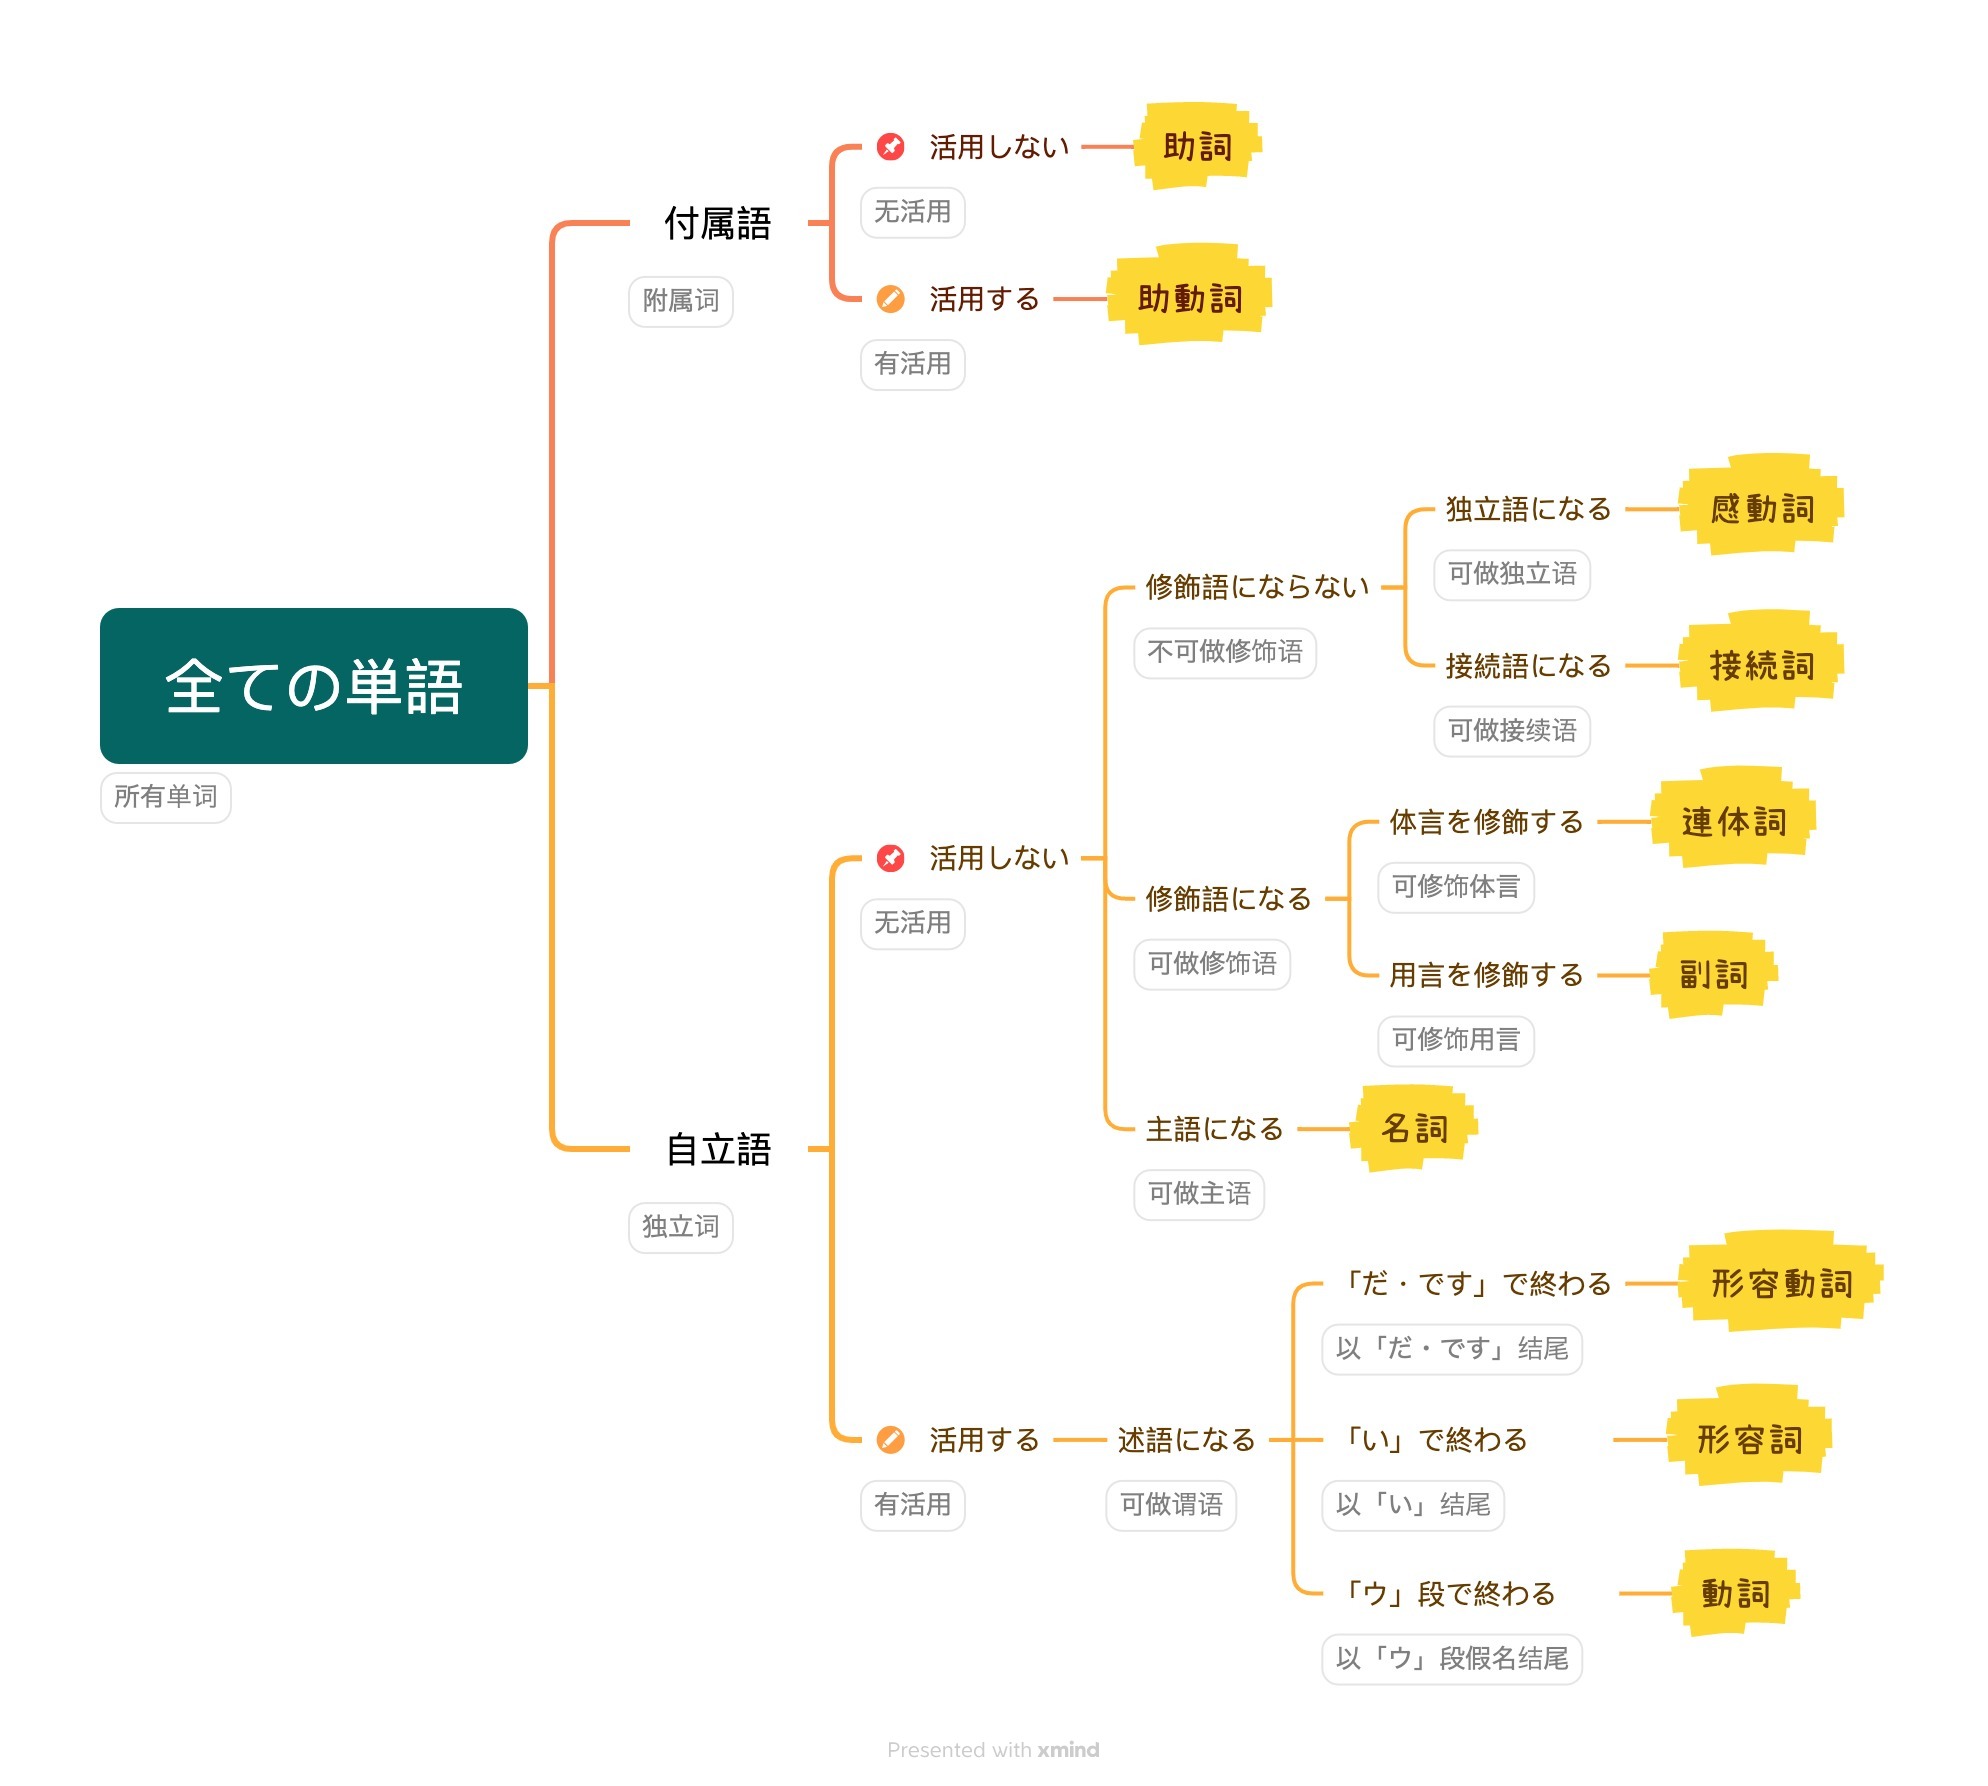 全ての単語
所有单词
付属語
附属词
活用しない
无活用
助詞
活用する
有活用
助動詞
自立語
独立词
活用しない
无活用
修飾語にならない
不可做修饰语
独立語になる
可做独立语
感動詞
接続語になる
可做接续语
接続詞
修飾語になる
可做修饰语
体言を修飾する
可修饰体言
連体詞
用言を修飾する
可修饰用言
副詞
主語になる
可做主语
名詞
活用する
有活用
述語になる
可做谓语
「だ・です」で終わる
以「だ・です」结尾
形容動詞
「い」で終わる
以「い」结尾
形容詞
「ウ」段で終わる
以「ウ」段假名结尾
動詞
Presented with xmind